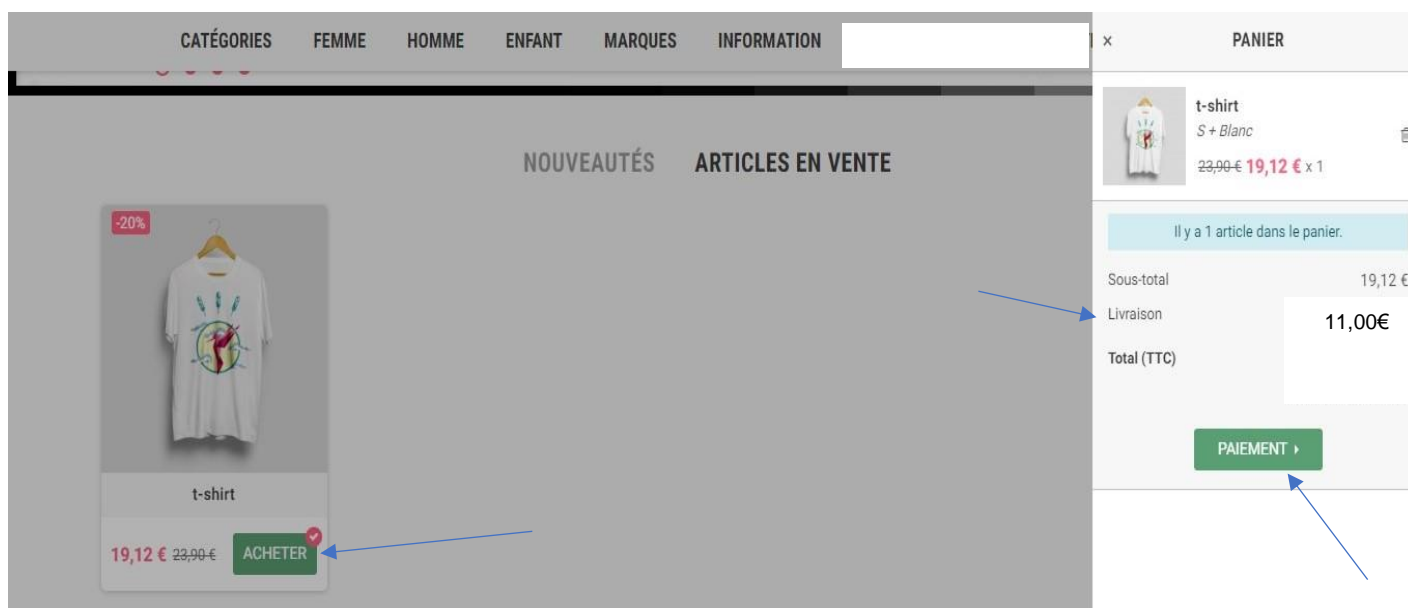 CATÉGORIES FEMME HOMME ENFANT MARQUES INFORMATION
× PANIER
t-shirt
S + Blanc
23,90 € 19,12 € x 1
NOUVEAUTÉS ARTICLES EN VENTE
-20%
Il y a 1 article dans le panier.
Sous-total 19,12 €
Livraison 11,00€
Total (TTC)
PAIEMENT
t-shirt
19,12 € 23,90 € ACHETER